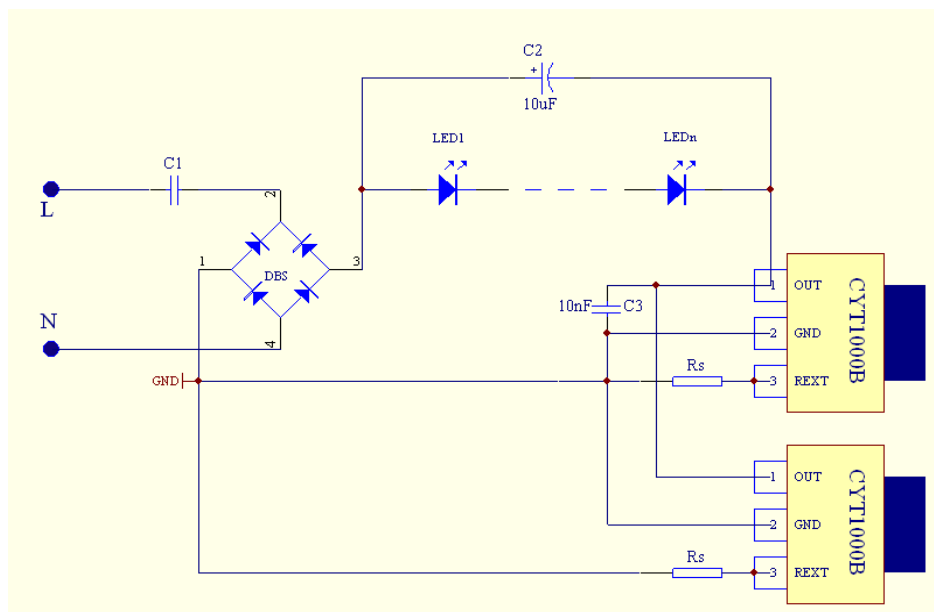 C2
+
10uF
LED1
LEDn
C1
L
2
1
DBS
3
4
N
GND
10nF
C3
1 OUT
2 GND
3 REXT
CYT1000B
Rs
1 OUT
2 GND
3 REXT
CYT1000B
Rs